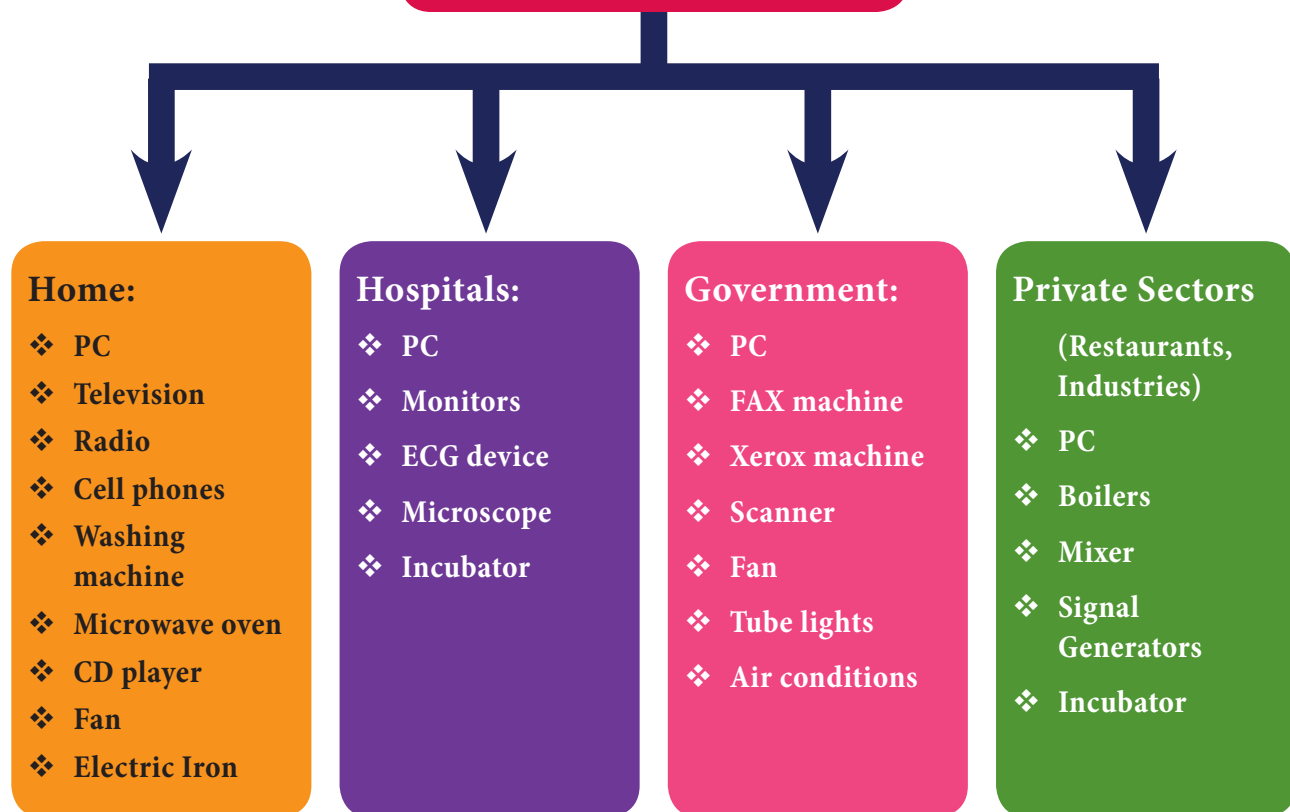 Home:
❖ PC
❖ Television
❖ Radio
❖ Cell phones
❖ Washing
machine
❖ Microwave oven
❖ CD player
❖ Fan
❖ Electric Iron
Hospitals:
❖ PC
❖ Monitors
❖ ECG device
❖ Microscope
❖ Incubator
Government:
❖ PC
❖ FAX machine
❖ Xerox machine
❖ Scanner
❖ Fan
❖ Tube lights
❖ Air conditions
Private Sectors
(Restaurants,
Industries)
❖ PC
❖ Boilers
❖ Mixer
❖ Signal
Generators
❖ Incubator